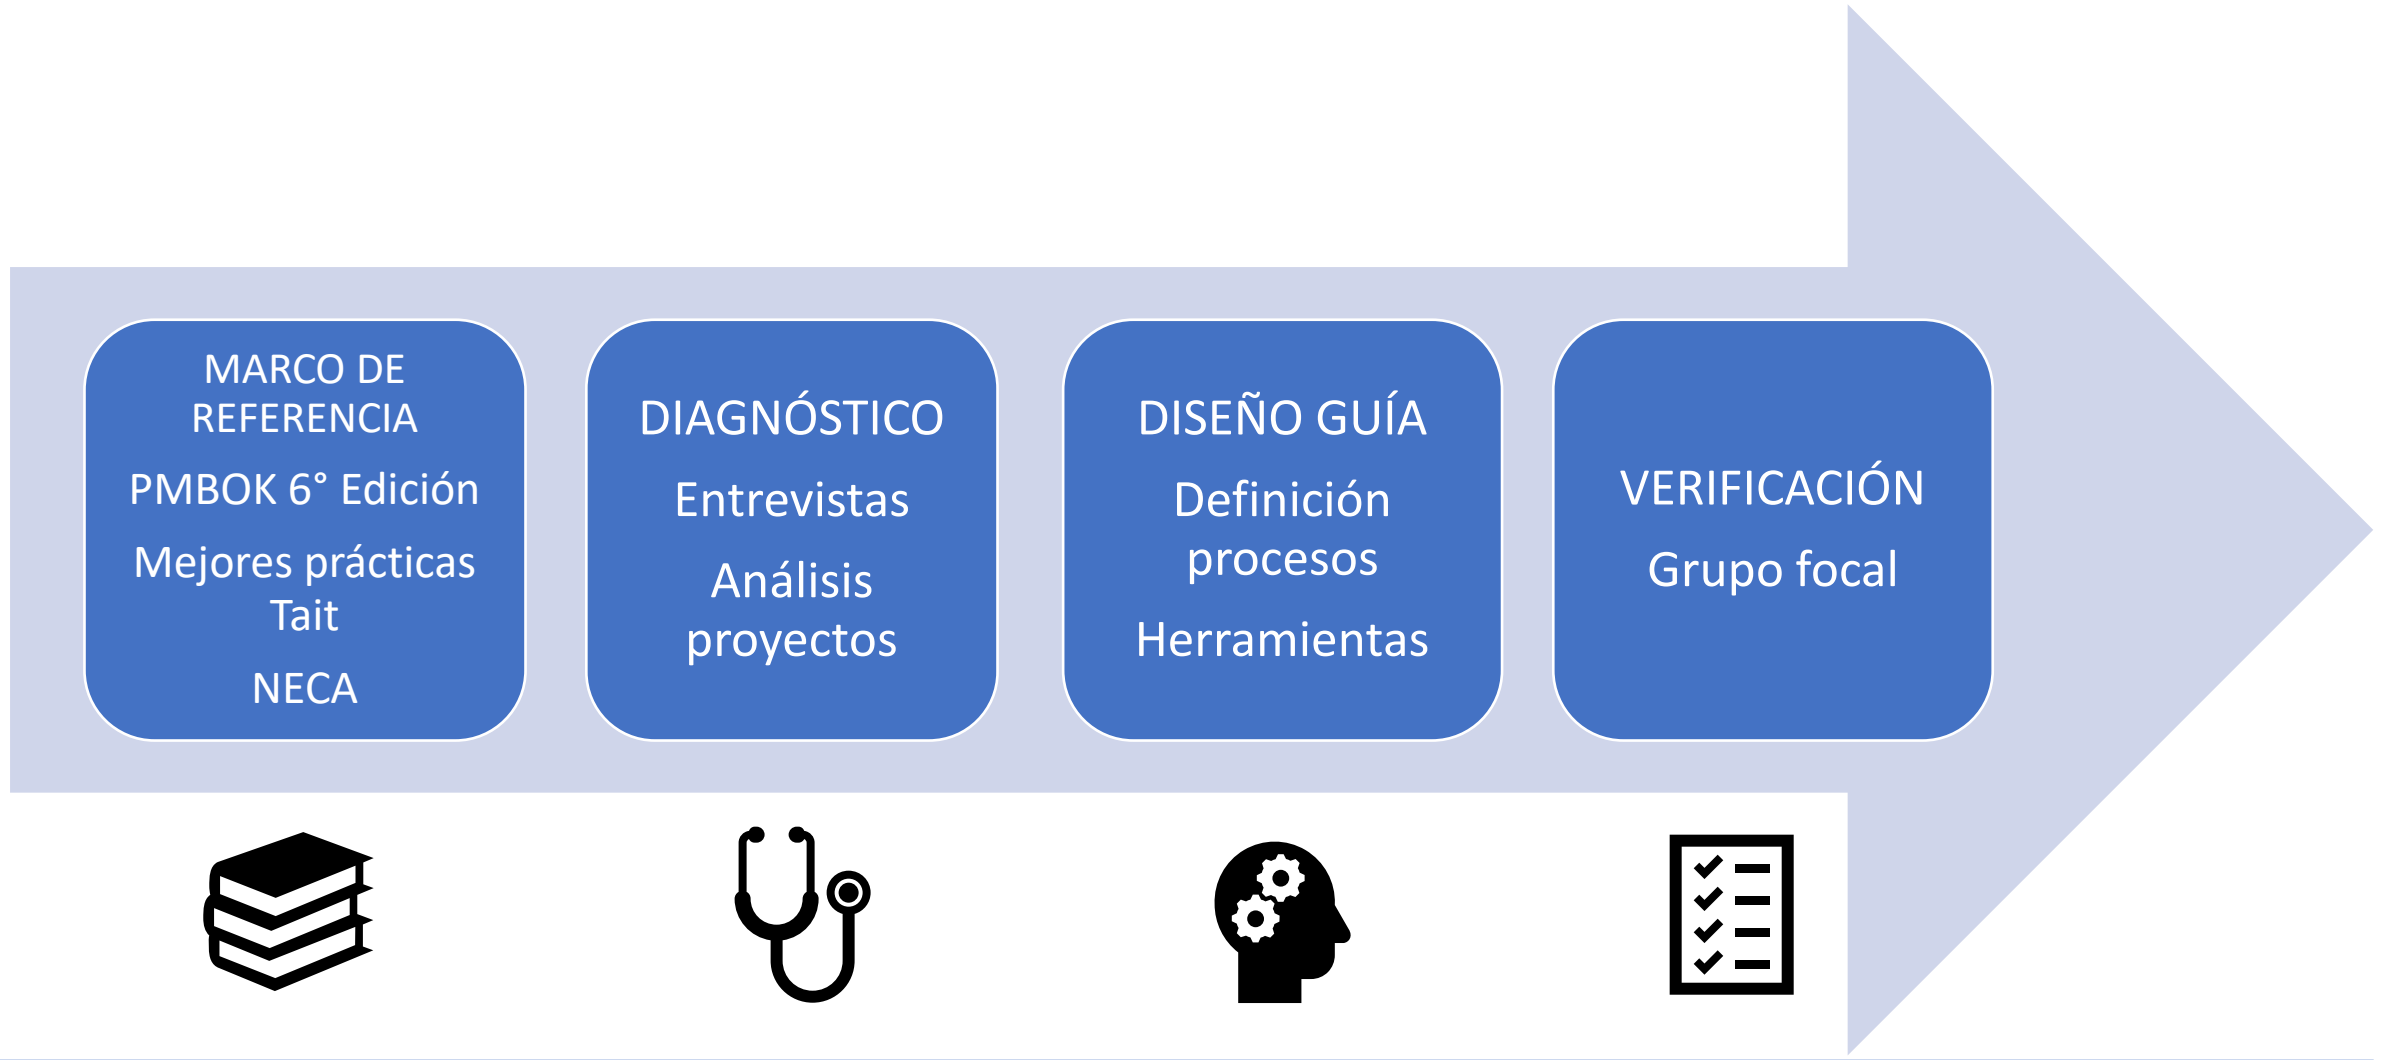 MARCO DE
REFERENCIA
PMBOK 6° Edición
Mejores prácticas
Tait
NECA
DIAGNÓSTICO
Entrevistas
Análisis
proyectos
DISEÑO GUÍA
Definición
procesos
Herramientas
VERIFICACIÓN
Grupo focal